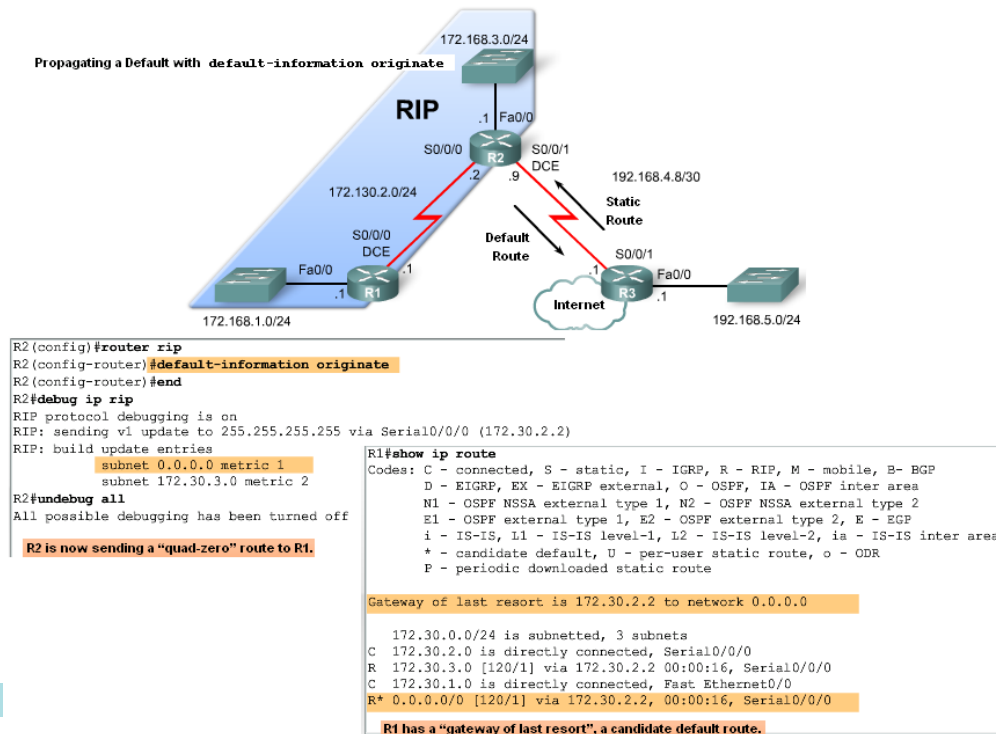 172.168.3.0/24
Propagating a Default with default-information originate
RIP
.1 Fa0/0
S0/0/0
R2
S0/0/1
DCE
.2
.9
192.168.4.8/30
172.130.2.0/24
Static
Route
Default
Route
S0/0/0
DCE
S0/0/1
Fa0/0
.1
.1
R1
.1
Internet
R3
Fa0/0
.1
172.168.1.0/24
192.168.5.0/24
R2(config)#router rip
R2(config-router)#default-information originate
R2(config-router)#end
R2#debug ip rip
RIP protocol debugging is on
RIP: sending v1 update to 255.255.255.255 via Serial0/0/0 (172.30.2.2)
RIP: build update entries
subnet 0.0.0.0 metric 1
subnet 172.30.3.0 metric 2
R2#undebug all
All possible debugging has been turned off
R2 is now sending a “quad-zero” route to R1.
R1#show ip route
Codes: C - connected, S - static, I - IGRP, R - RIP, M - mobile, B- BGP
D - EIGRP, EX - EIGRP external, O - OSPF, IA - OSPF inter area
N1 - OSPF NSSA external type 1, N2 - OSPF NSSA external type 2
E1 - OSPF external type 1, E2 - OSPF external type 2, E - EGP
i - IS-IS, L1 - IS-IS level-1, L2 - IS-IS level-2, ia - IS-IS inter area
* - candidate default, U - per-user static route, o - ODR
P - periodic downloaded static route
Gateway of last resort is 172.30.2.2 to network 0.0.0.0
172.30.0.0/24 is subnetted, 3 subnets
C 172.30.2.0 is directly connected, Serial0/0/0
R 172.30.3.0 [120/1] via 172.30.2.2 00:00:16, Serial0/0/0
C 172.30.1.0 is directly connected, Fast Ethernet0/0
R* 0.0.0.0/0 [120/1] via 172.30.2.2, 00:00:16, Serial0/0/0
R1 has a “gateway of last resort”, a candidate default route.